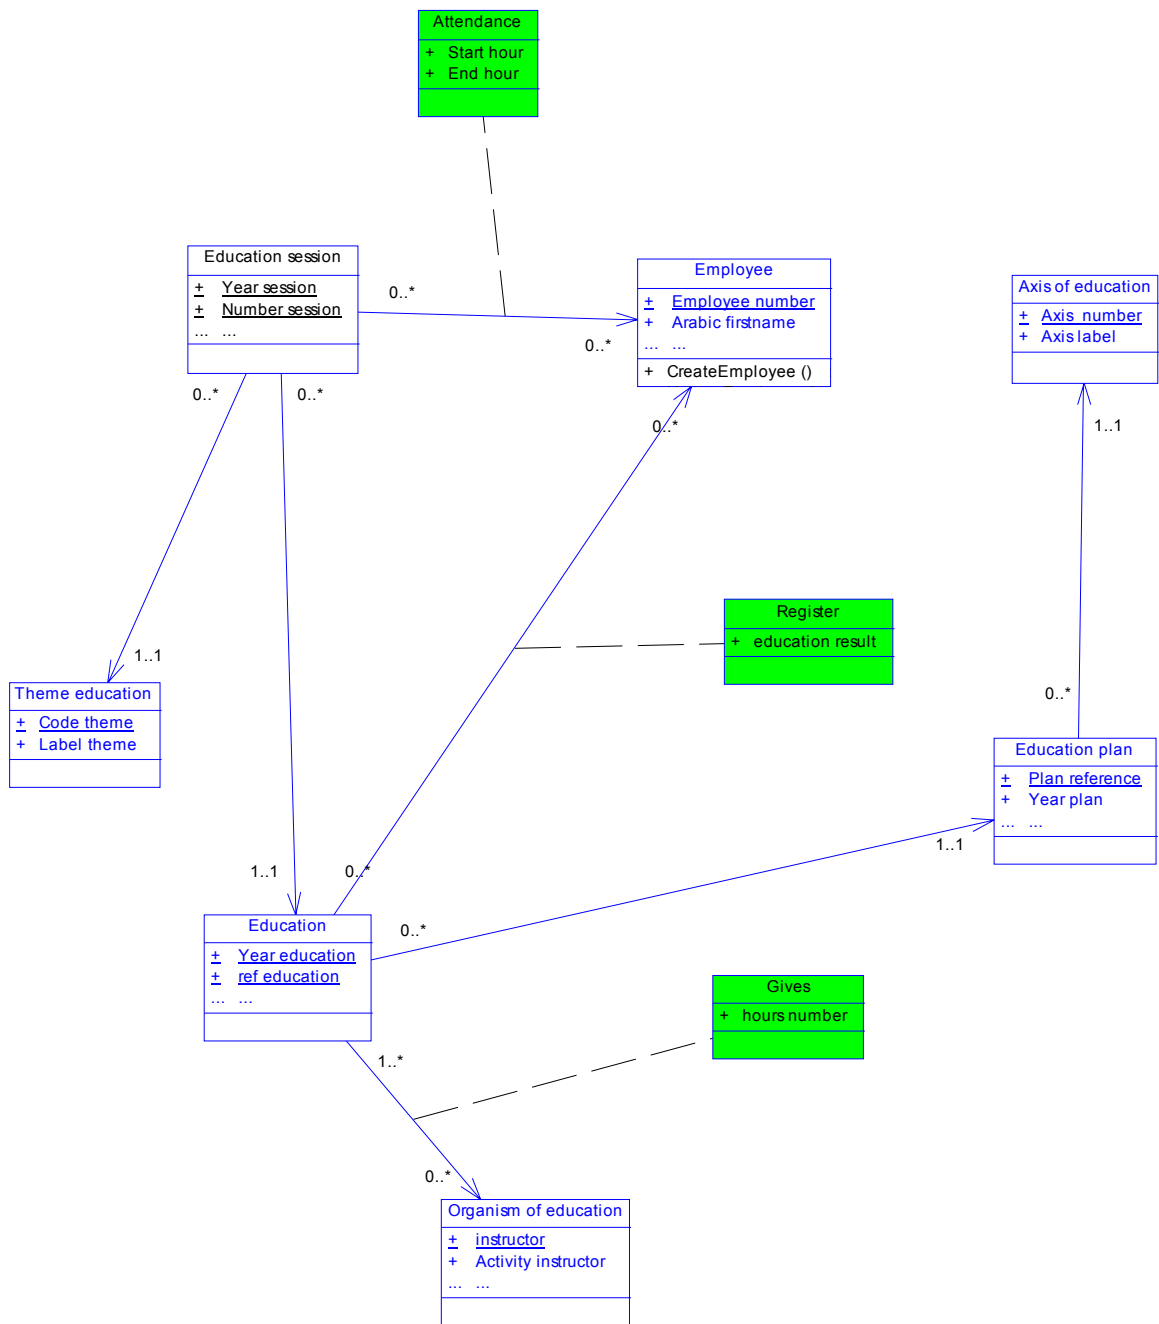 Attendance
+ Start hour
+ End hour
Education session
+ Year session
+ Number session
... ...
0..*
0..*
Employee
+ Employee number
+ Arabic firstname
... ...
+ CreateEmployee ()
Axis of education
+ Axis number
+ Axis label
0..*
0..*
0..*
1..1
Register
+ education result
1..1
Theme education
+ Code theme
+ Label theme
0..*
Education plan
+ Plan reference
+ Year plan
... ...
1..1
1..1
0..*
0..*
Education
+ Year education
+ ref education
... ...
Gives
+ hours number
1..*
0..*
Organism of education
+ instructor
+ Activity instructor
... ...